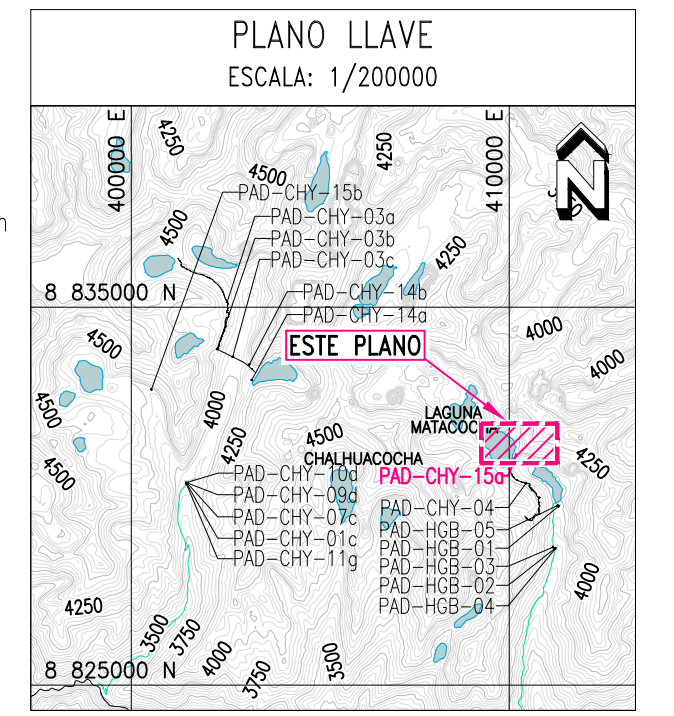 PLANO LLAVE
ESCALA: 1/200000
400000 E
410000 E
4250
4500
4250
PAD-CHY-15b
4500
PAD-CHY-03a
PAD-CHY-03b
PAD-CHY-03c
4250
N
n
8 835000 N
PAD-CHY-14b
PAD-CHY-14a
ESTE PLANO
4000
4500
4000
4500
4000
LAGUNA
MATACOCHA
4250
4500
CHALHUACOCHA
4500
4250
PAD-CHY-10d
PAD-CHY-09d
PAD-CHY-07c
PAD-CHY-01c
PAD-CHY-11g
PAD-CHY-15a
PAD-CHY-04
PAD-HGB-05
PAD-HGB-01
PAD-HGB-03
PAD-HGB-02
PAD-HGB-04
4000
4250
3500
3750
4000
3750
3500
8 825000 N